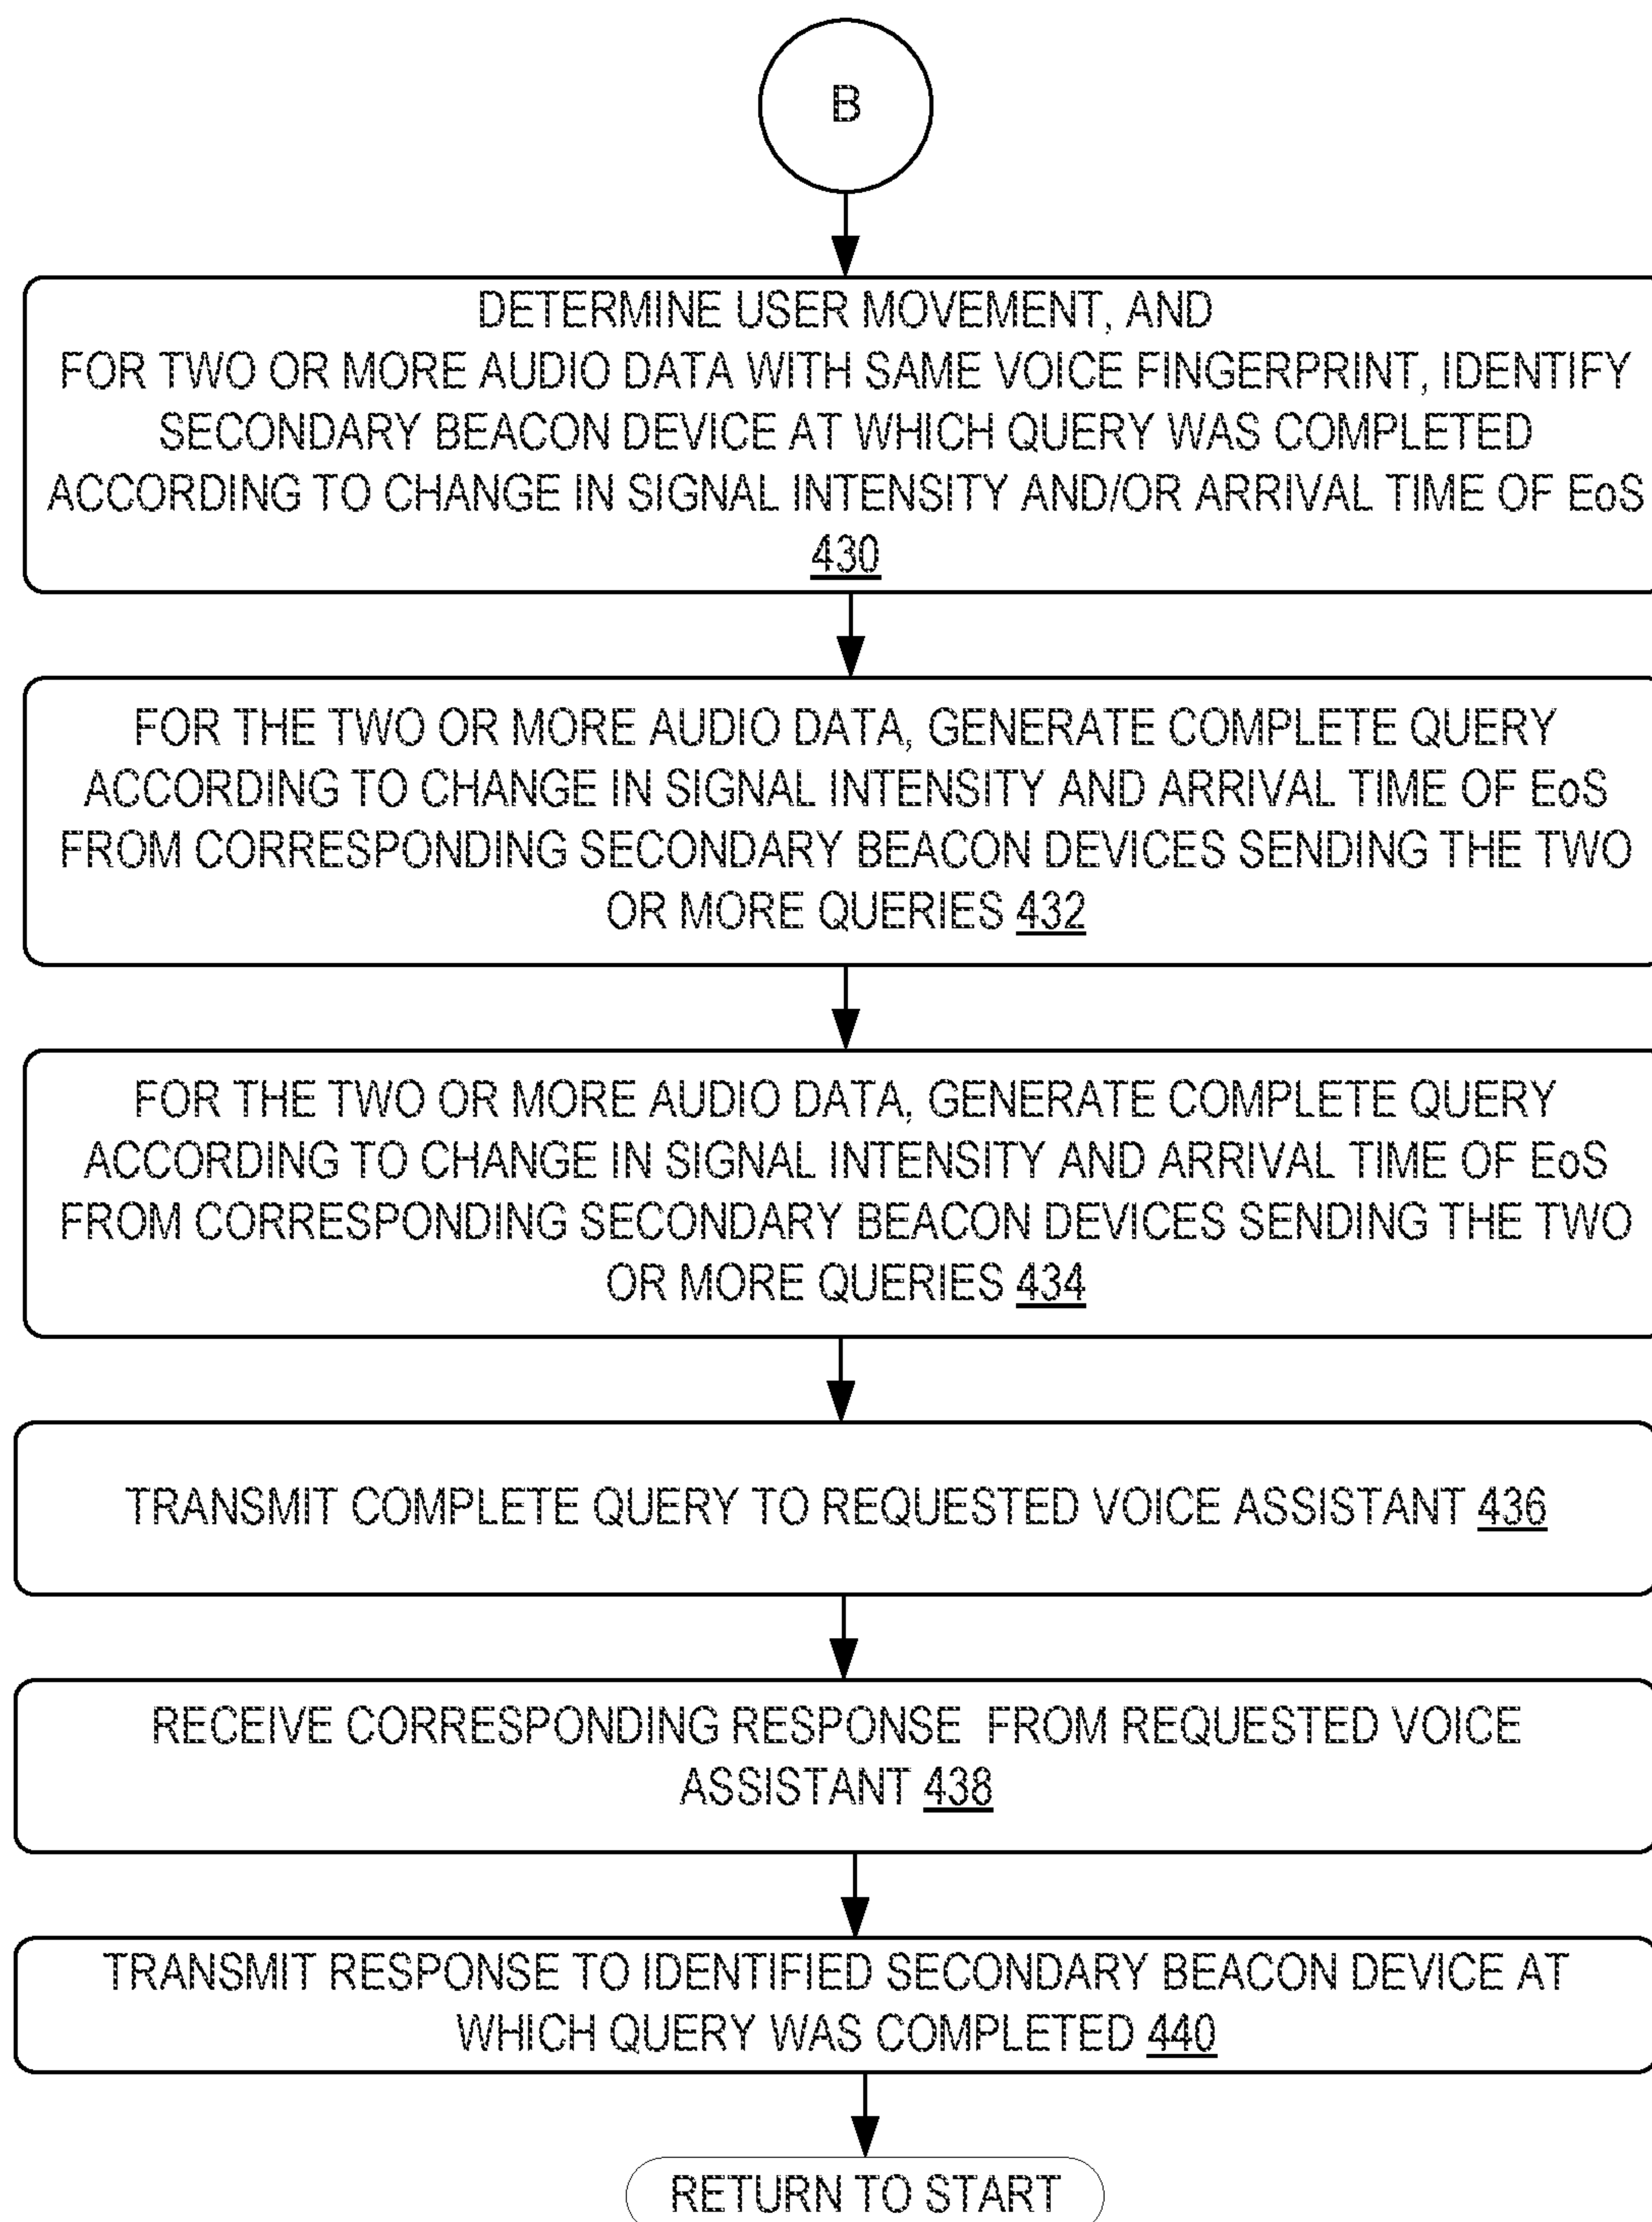 B
DETERMINE USER MOVEMENT, AND
FOR TWO OR MORE AUDIO DATA WITH SAME VOICE FINGERPRINT, IDENTIFY
SECONDARY BEACON DEVICE AT WHICH QUERY WAS COMPLETED
ACCORDING TO CHANGE IN SIGNAL INTENSITY AND/OR ARRIVAL TIME OF EoS
430
FOR THE TWO OR MORE AUDIO DATA, GENERATE COMPLETE QUERY
ACCORDING TO CHANGE IN SIGNAL INTENSITY AND ARRIVAL TIME OF EoS
FROM CORRESPONDING SECONDARY BEACON DEVICES SENDING THE TWO
OR MORE QUERIES 432
FOR THE TWO OR MORE AUDIO DATA, GENERATE COMPLETE QUERY
ACCORDING TO CHANGE IN SIGNAL INTENSITY AND ARRIVAL TIME OF EoS
FROM CORRESPONDING SECONDARY BEACON DEVICES SENDING THE TWO
OR MORE QUERIES 434
TRANSMIT COMPLETE QUERY TO REQUESTED VOICE ASSISTANT 436
RECEIVE CORRESPONDING RESPONSE FROM REQUESTED VOICE
ASSISTANT 438
TRANSMIT RESPONSE TO IDENTIFIED SECONDARY BEACON DEVICE AT
WHICH QUERY WAS COMPLETED 440
RETURN TO START